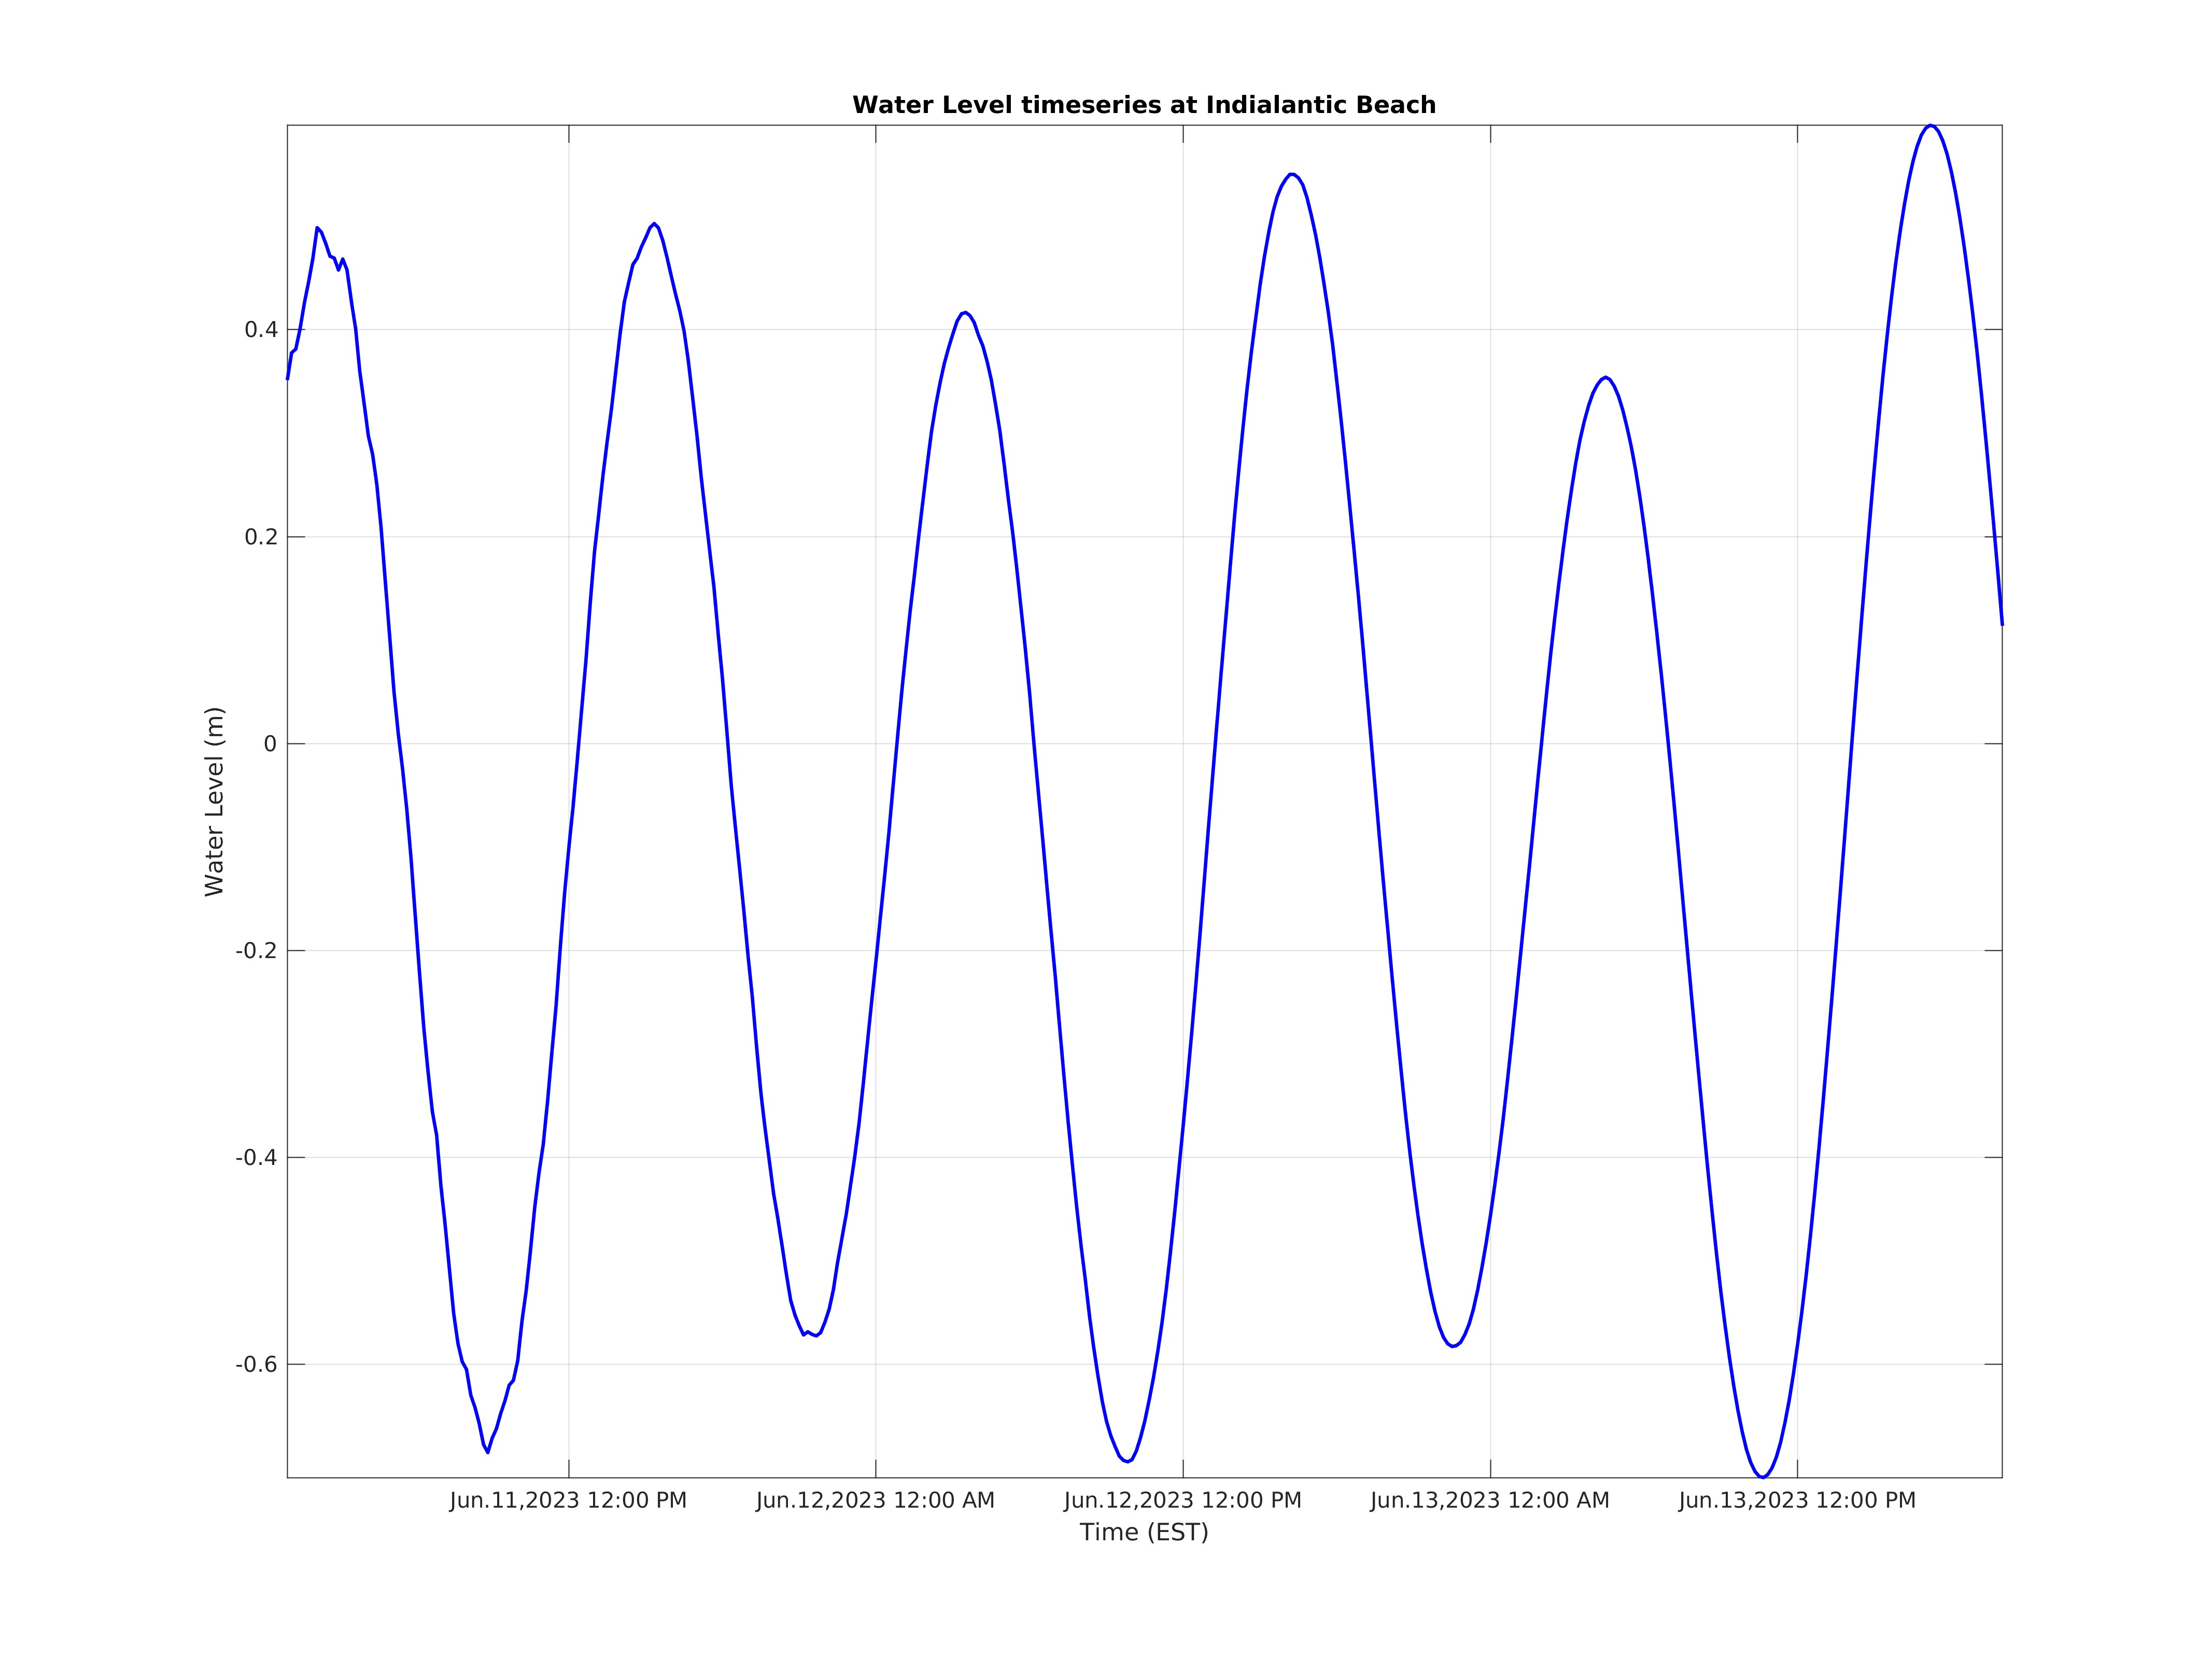 Water Level timeseries at Indialantic Beach
0.4
0.2
0
-0.2
-0.4
-0.6
Water Level (m)
Jun.11,2023 12:00 PM
Jun.12,2023 12:00 AM
Jun.12,2023 12:00 PM
Jun.13,2023 12:00 AM
Jun.13,2023 12:00 PM
Time (EST)